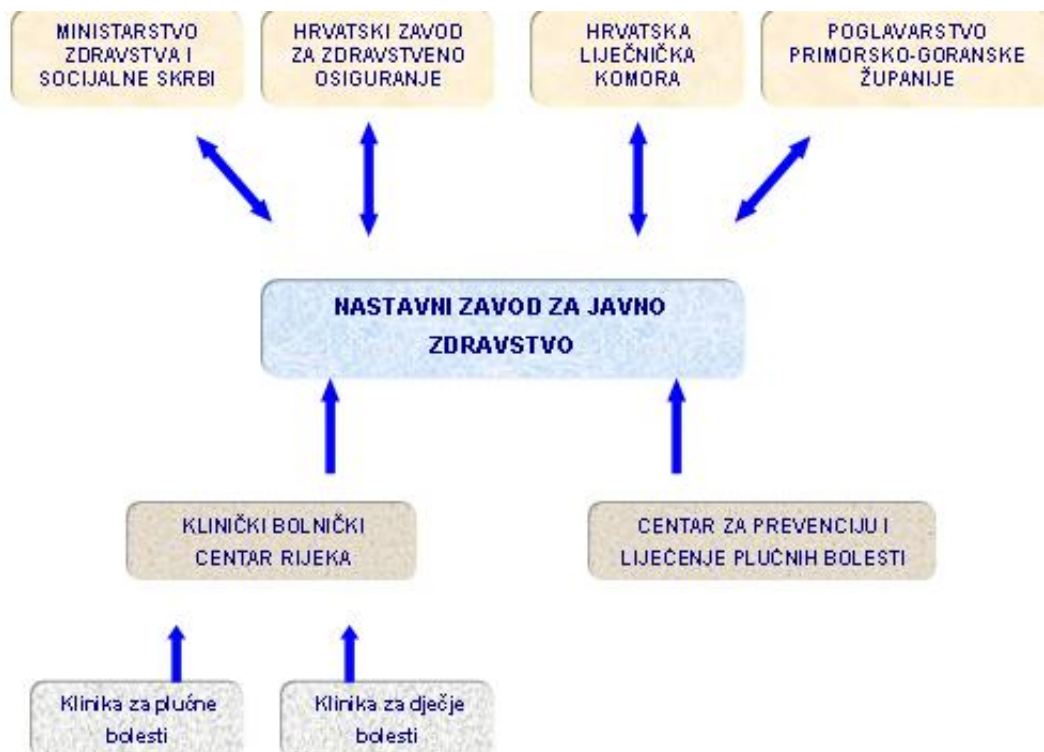 MINISTARSTVO
ZDRAVSTVA I
SOCIJALNE SKRBI
HRVATSKI ZAVOD
ZA ZDRAVSTVENO
OSIGURANJE
HRVATSKA
LIJEČNIČKA
KOMORA
POGLAVARSTVO
PRIMORSKO-GORANSKE
ŽUPANIJE
NASTAVNI ZAVOD ZA JAVNO
ZDRAVSTVO
KLINIČKI BOLNIČKI
CENTAR RIJEKA
CENTAR ZA PREVENCIJU I
LIJEČENJE PLUČNIH BOLESTI
Klinika za plućne
bolesti
Klinika za dječje
bolesti